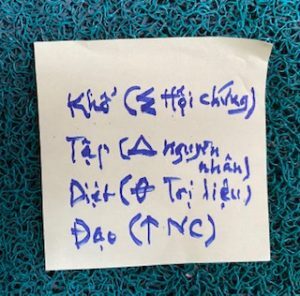 Khổ (∑ Hội chứng)
Tập (△ nguyên
nhân)
Diệt (⊕ Trị liệu)
Đạo (↑ NC)